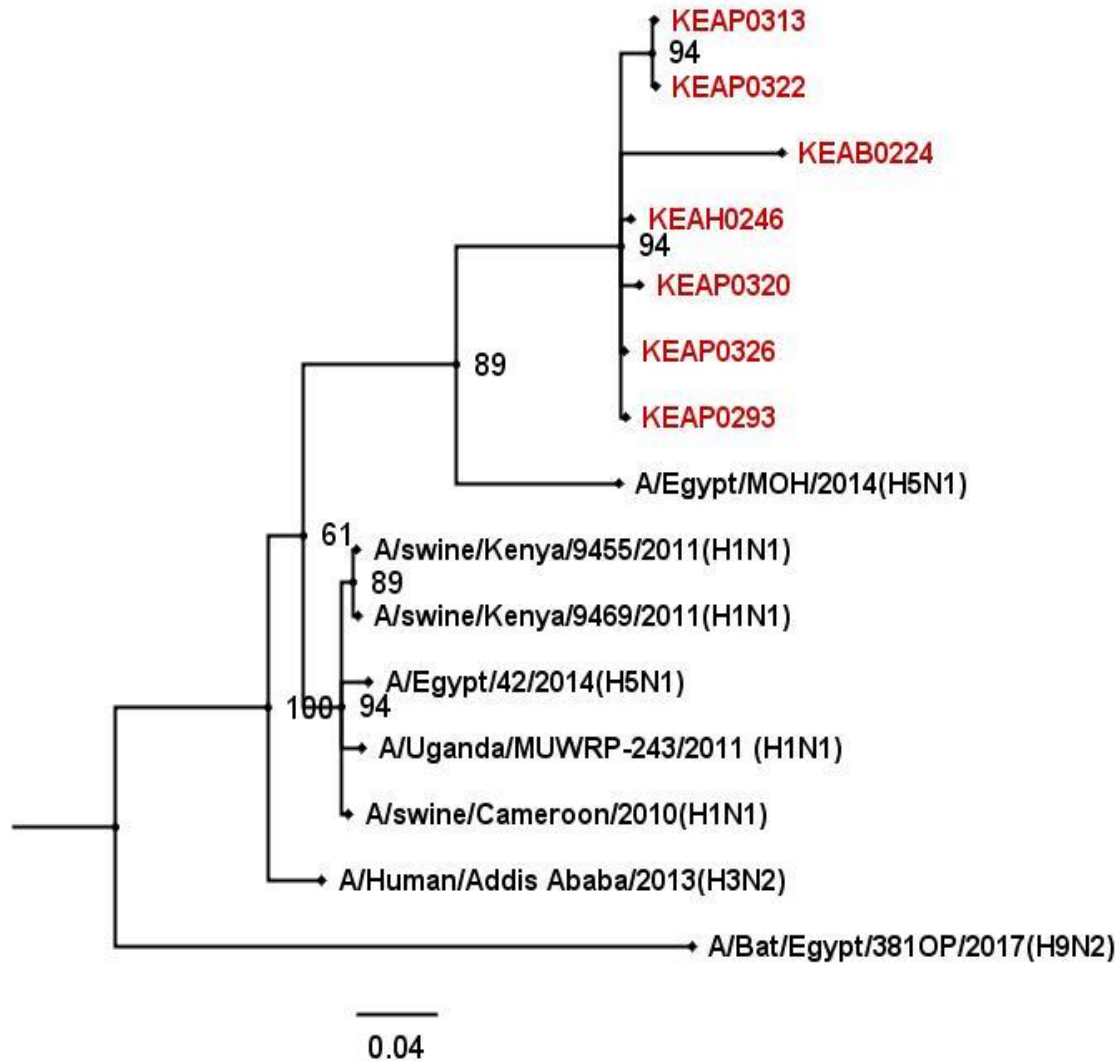 KEAP0313
94
KEAP0322
KEAB0224
KEAH0246
94
KEAP0320
KEAP0326
89
KEAP0293
A/Egypt/MOH/2014(H5N1)
61
A/swine/Kenya/9455/2011(H1N1)
89
A/swine/Kenya/9469/2011(H1N1)
A/Egypt/42/2014(H5N1)
100
94
A/Uganda/MUWRP-243/2011 (H1N1)
A/swine/Cameroon/2010(H1N1)
A/Human/Addis Ababa/2013(H3N2)
A/Bat/Egypt/381OP/2017(H9N2)
0.04